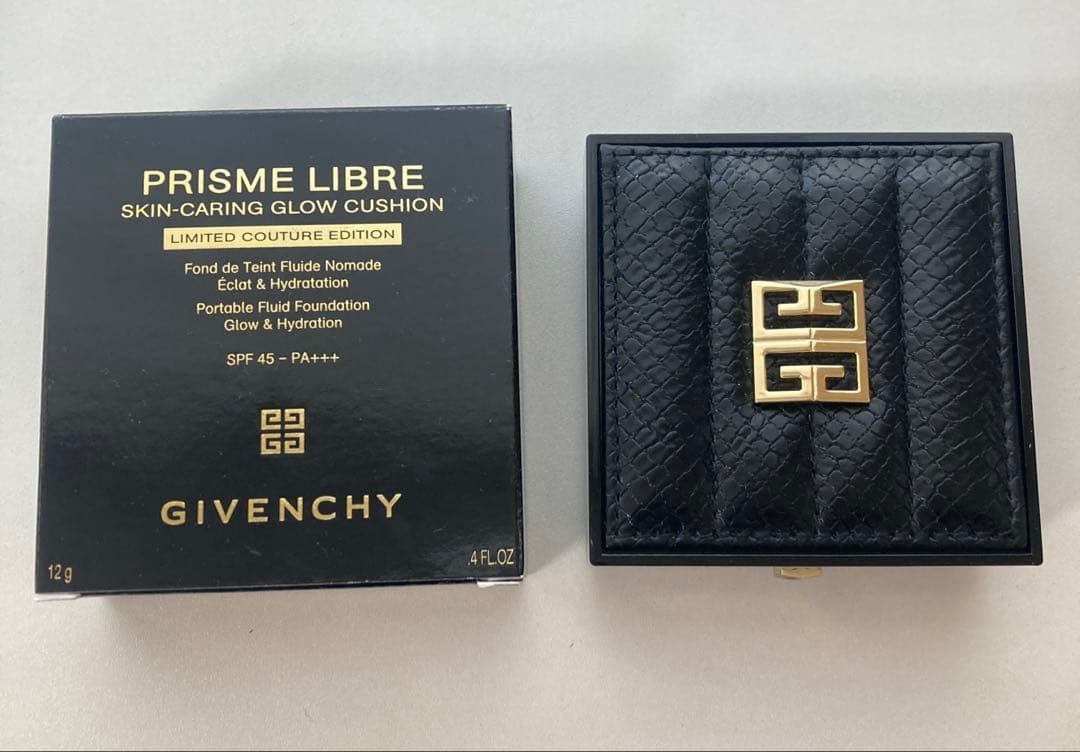 PRISME LIBRE
SKIN-CARING GLOW CUSHION
LIMITED COUTURE EDITION
Fond de Teint Fluide Nomade
Éclat & Hydratation
Portable Fluid Foundation
Glow & Hydration
SPF 45 – PA+++
GIVENCHY
12 g
.4 FL.OZ